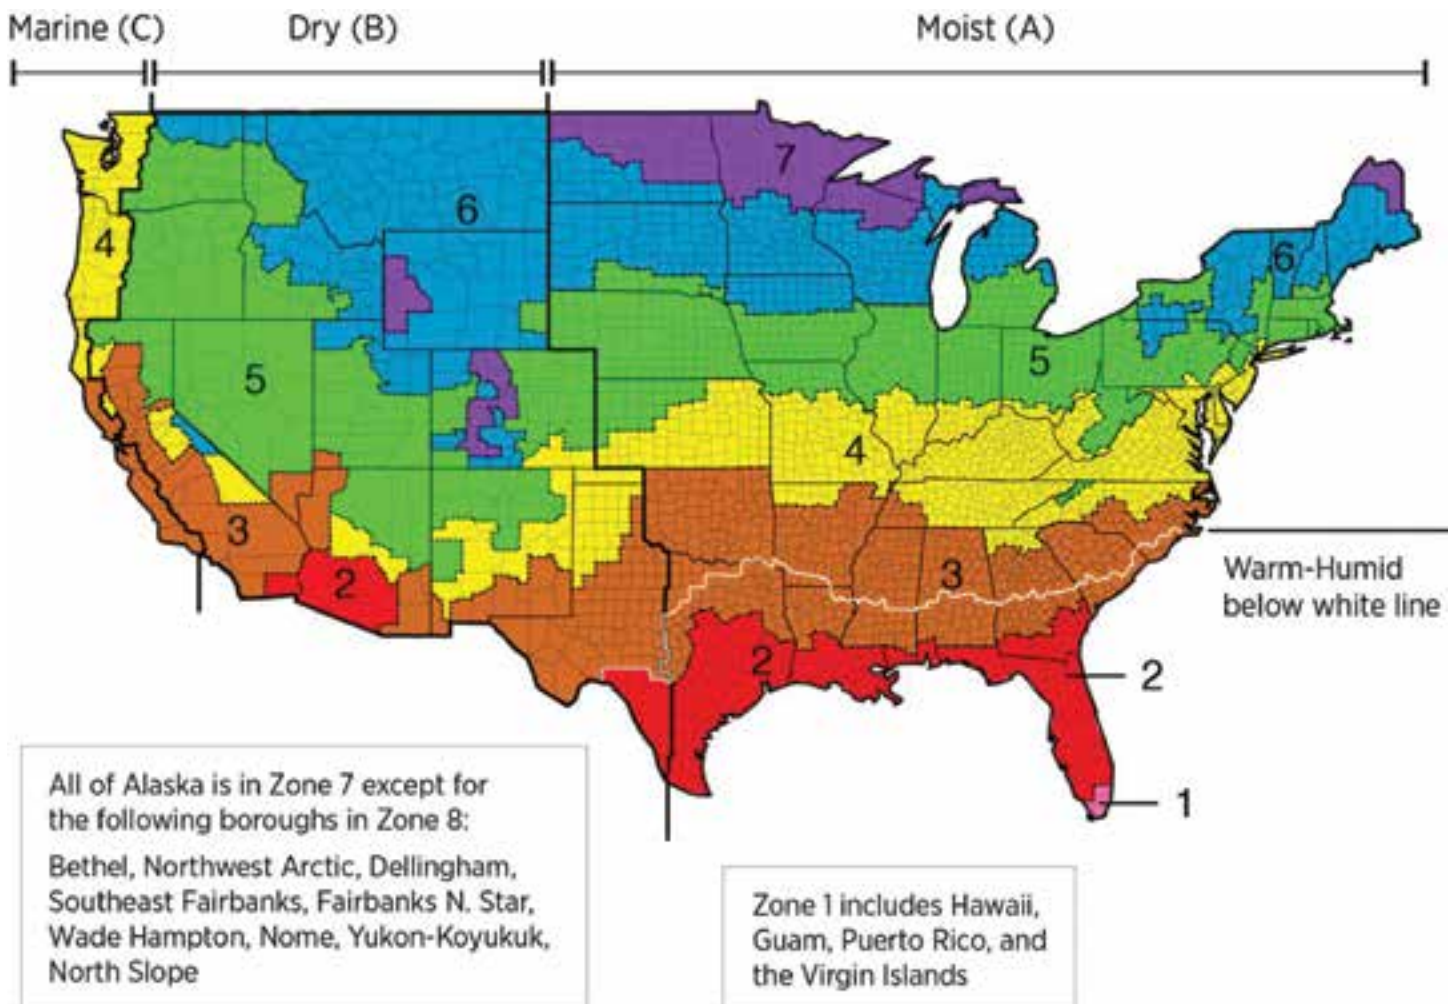 Marine (C)
Dry (B)
Moist (A)
7
6
4
6
5
5
4
3
3
2
2
Warm-Humid
below white line
2
1
All of Alaska is in Zone 7 except for
the following boroughs in Zone 8:
Bethel, Northwest Arctic, Dellingham,
Southeast Fairbanks, Fairbanks N. Star,
Wade Hampton, Nome, Yukon-Koyukuk,
North Slope
Zone 1 includes Hawaii,
Guam, Puerto Rico, and
the Virgin Islands